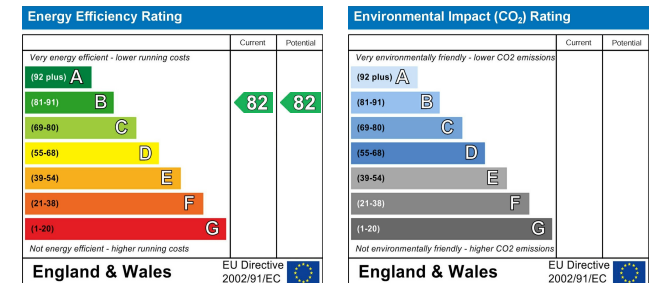 Energy Efficiency Rating
Current Potential
Very energy efficient - lower running costs
(92 plus) A
(81-91) B 82 82
(69-80) C
(55-68) D
(39-54) E
(21-38) F
(1-20) G
Not energy efficient - higher running costs
England & Wales
EU Directive
2002/91/EC
Environmental Impact (CO₂) Rating
Current Potential
Very environmentally friendly - lower CO2 emissions
(92 plus) A
(81-91) B
(69-80) C
(55-68) D
(39-54) E
(21-38) F
(1-20) G
Not environmentally friendly - higher CO2 emissions
England & Wales
EU Directive
2002/91/EC